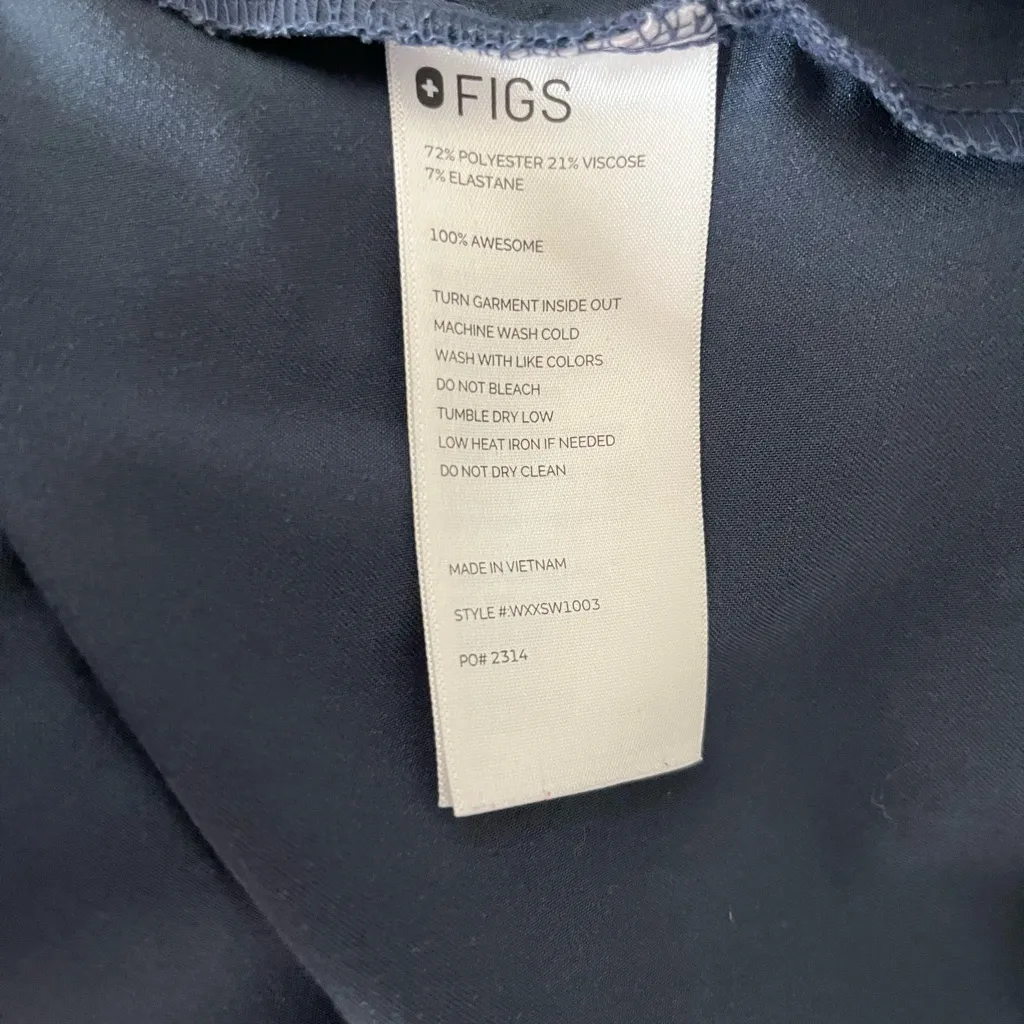 FIGS
72% POLYESTER 21% VISCOSE
7% ELASTANE
100% AWESOME
TURN GARMENT INSIDE OUT
MACHINE WASH COLD
WASH WITH LIKE COLORS
DO NOT BLEACH
TUMBLE DRY LOW
LOW HEAT IRON IF NEEDED
DO NOT DRY CLEAN
MADE IN VIETNAM
STYLE #:WXXSW1003
PO# 2314